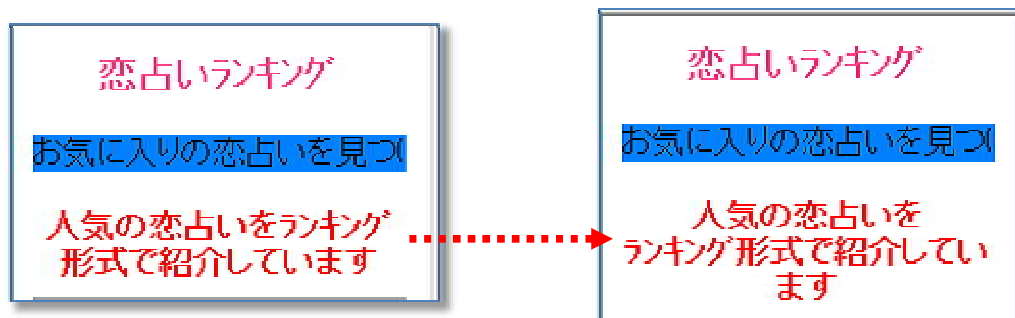 恋占いランキング
お気に入りの恋占いを見つ
人気の恋占いをランキング
形式で紹介しています
恋占いランキング
お気に入りの恋占いを見つ
人気の恋占いを
ランキング形式で紹介してい
ます